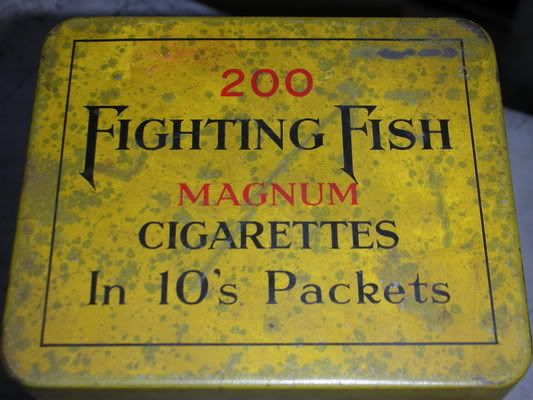 200
FIGHTING FISH
MAGNUM
CIGARETTES
In 10's Packets